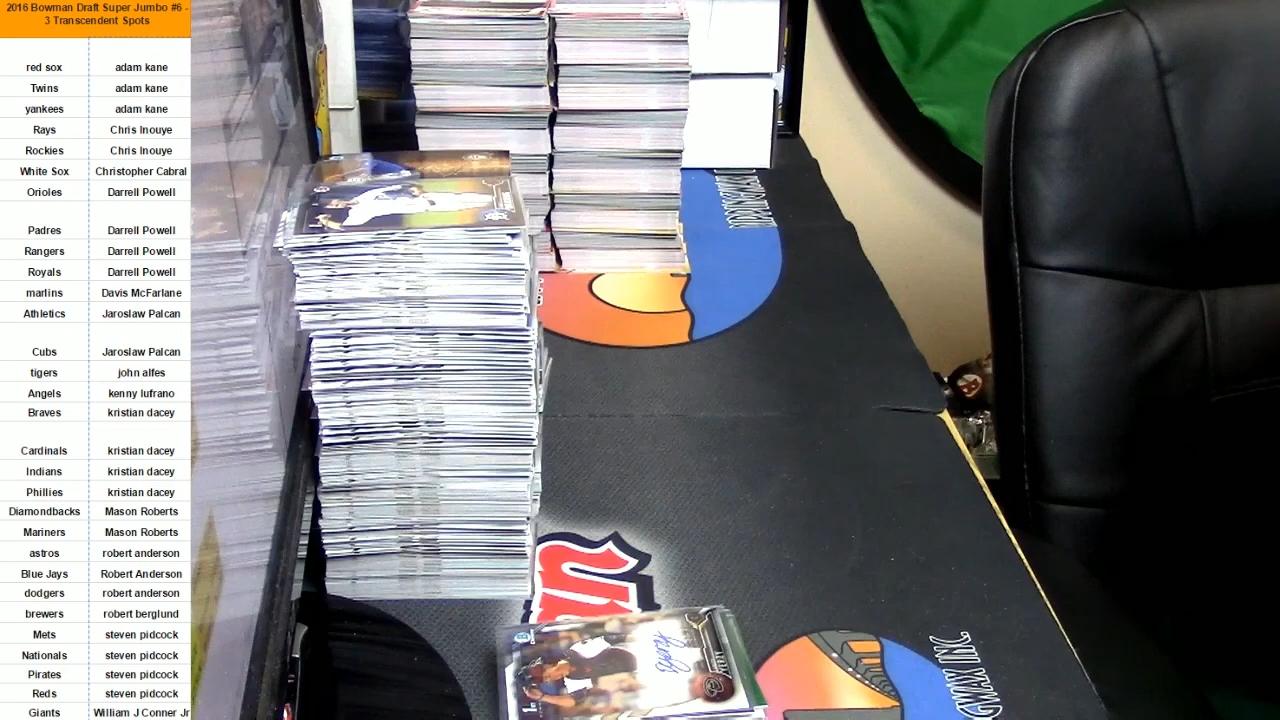 2016 Bowman Draft Super Jumbo #6 -
3 Transcendent Spots
red sox adam kane
Twins adam kane
yankees adam kane
Rays Chris Inouye
Rockies Chris Inouye
White Sox Christopher Cabral
Orioles Darrell Powell
Padres Darrell Powell
Rangers Darrell Powell
Royals Darrell Powell
marlins Davis McFarlane
Athletics Jaroslaw Palcan
Cubs Jaroslaw Palcan
tigers john alfes
Angels kenny lufrano
Braves kristian dacey
Cardinals kristian dacey
Indians kristian dacey
Phillies kristian dacey
Diamondbacks Mason Roberts
Mariners Mason Roberts
astros robert anderson
Blue Jays Robert Anderson
dodgers robert anderson
brewers robert berglund
Mets steven pidcock
Nationals steven pidcock
Pirates steven pidcock
Reds steven pidcock
Giants William J Conner Jr